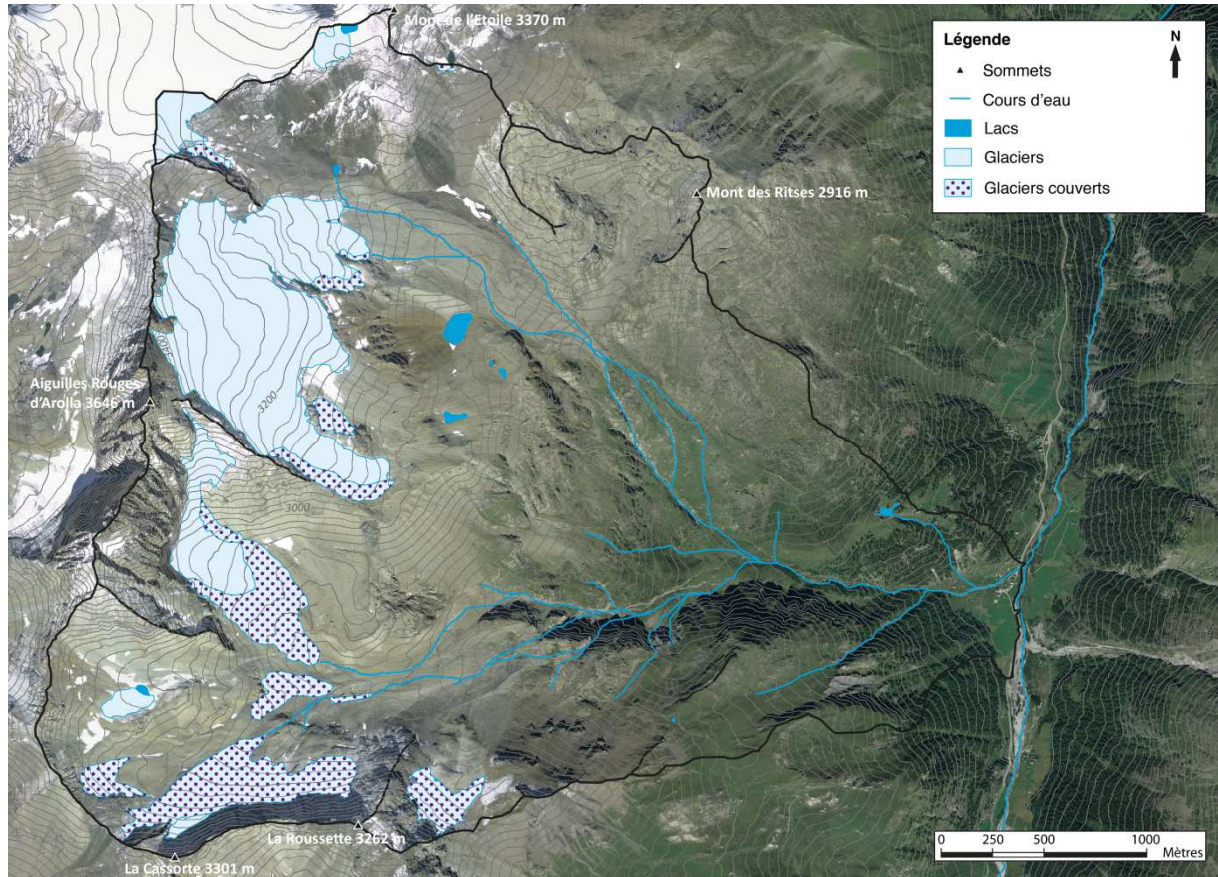 Mont de l'Etoile 3370 m
Légende
N
Sommets
Cours d'eau
Lacs
Glaciers
Glaciers couverts
Mont des Ritses 2916 m
Aiguilles Rouges
d'Arolla 3646 m
3200
3000
La Roussette 3262 m
La Cassorte 3301 m
0 250 500 1000
Mètres